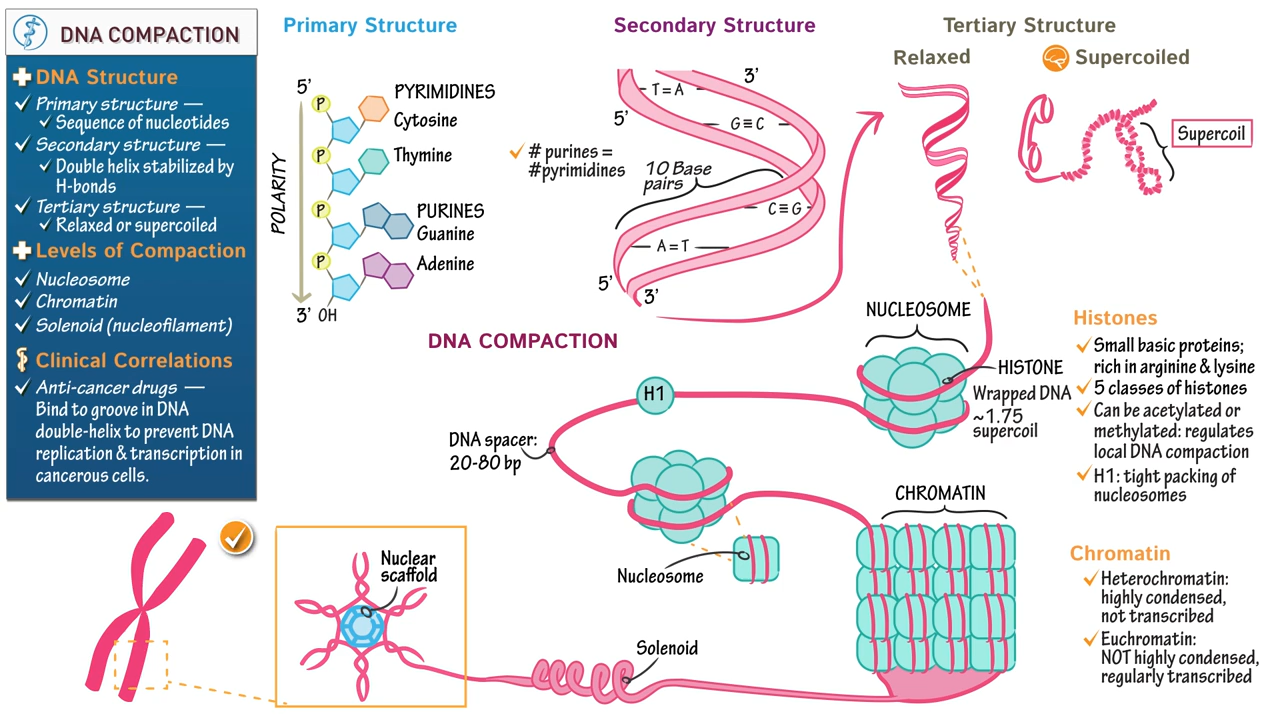 DNA COMPACTION
DNA Structure
Primary structure —
Sequence of nucleotides
Secondary structure —
Double helix stabilized by
H-bonds
Tertiary structure —
Relaxed or supercoiled
Levels of Compaction
Nucleosome
Chromatin
Solenoid (nucleofilament)
Clinical Correlations
Anti-cancer drugs —
Bind to groove in DNA
double-helix to prevent DNA
replication & transcription in
cancerous cells.
Primary Structure
5'
POLARITY
P
P
P
P
3' OH
PYRIMIDINES
Cytosine
Thymine
PURINES
Guanine
Adenine
Secondary Structure
# purines =
#pyrimidines
3'
T=A
5'
G≡C
10 Base
pairs
C≡G
A=T
5'
3'
Tertiary Structure
Relaxed
Supercoiled
Supercoil
DNA COMPACTION
NUCLEOSOME
HISTONE
Wrapped DNA
~1.75
supercoil
H1
DNA spacer:
20-80 bp
Nucleosome
CHROMATIN
Histones
Small basic proteins;
rich in arginine & lysine
5 classes of histones
Can be acetylated or
methylated: regulates
local DNA compaction
H1: tight packing of
nucleosomes
Chromatin
Heterochromatin:
highly condensed,
not transcribed
Euchromatin:
NOT highly condensed,
regularly transcribed
Nuclear
scaffold
Solenoid